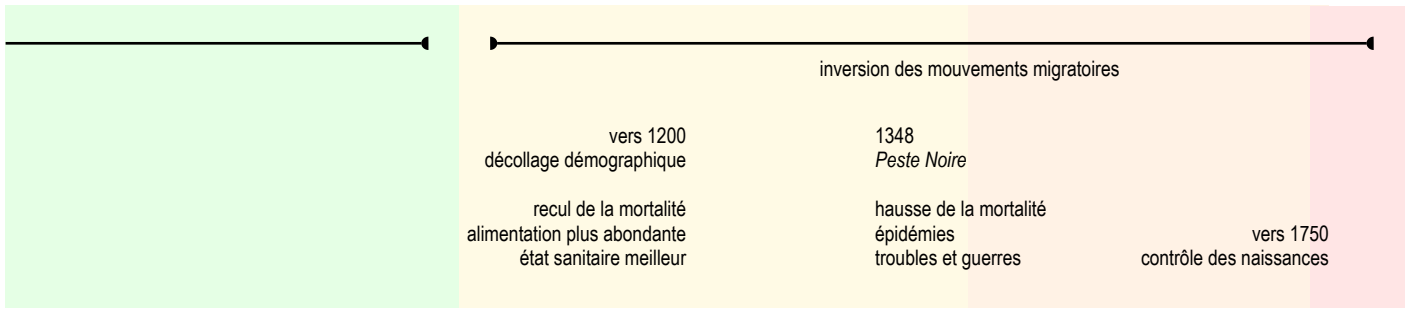 inversion des mouvements migratoires
vers 1200
décollage démographique
recul de la mortalité
alimentation plus abondante
état sanitaire meilleur
1348
Peste Noire
hausse de la mortalité
épidémies
troubles et guerres
vers 1750
contrôle des naissances